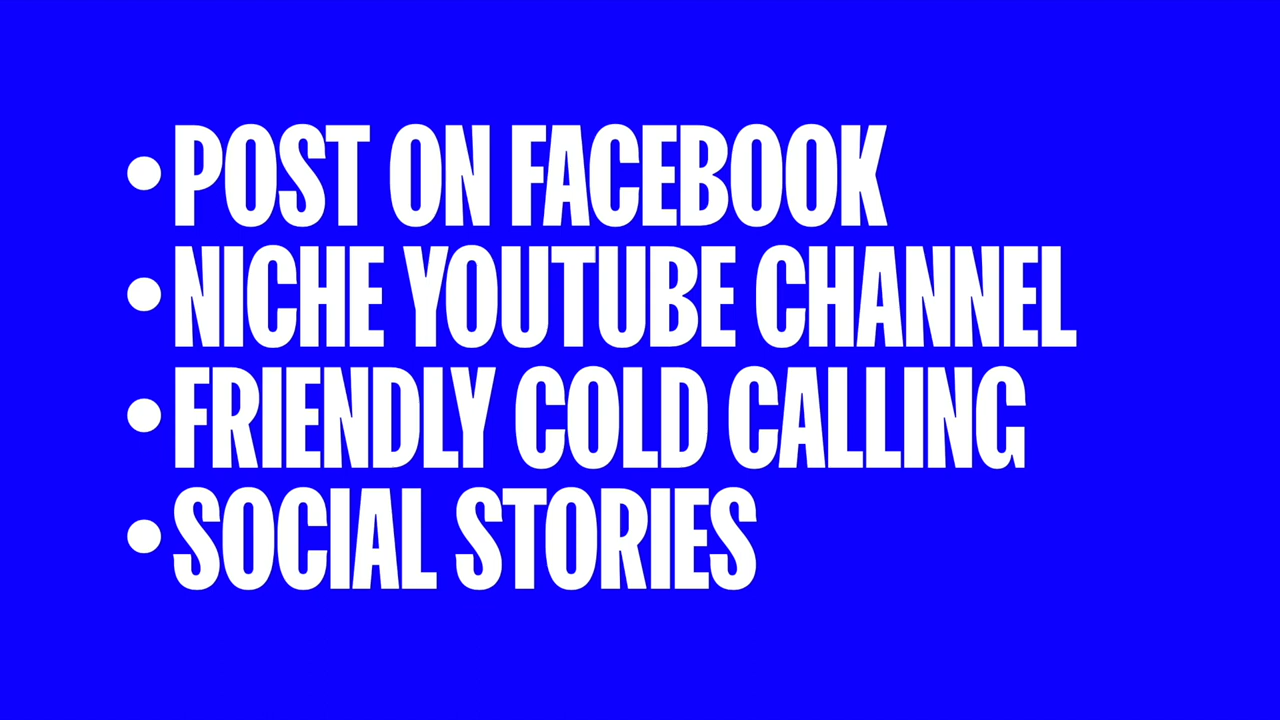 • POST ON FACEBOOK
• NICHE YOUTUBE CHANNEL
• FRIENDLY COLD CALLING
• SOCIAL STORIES